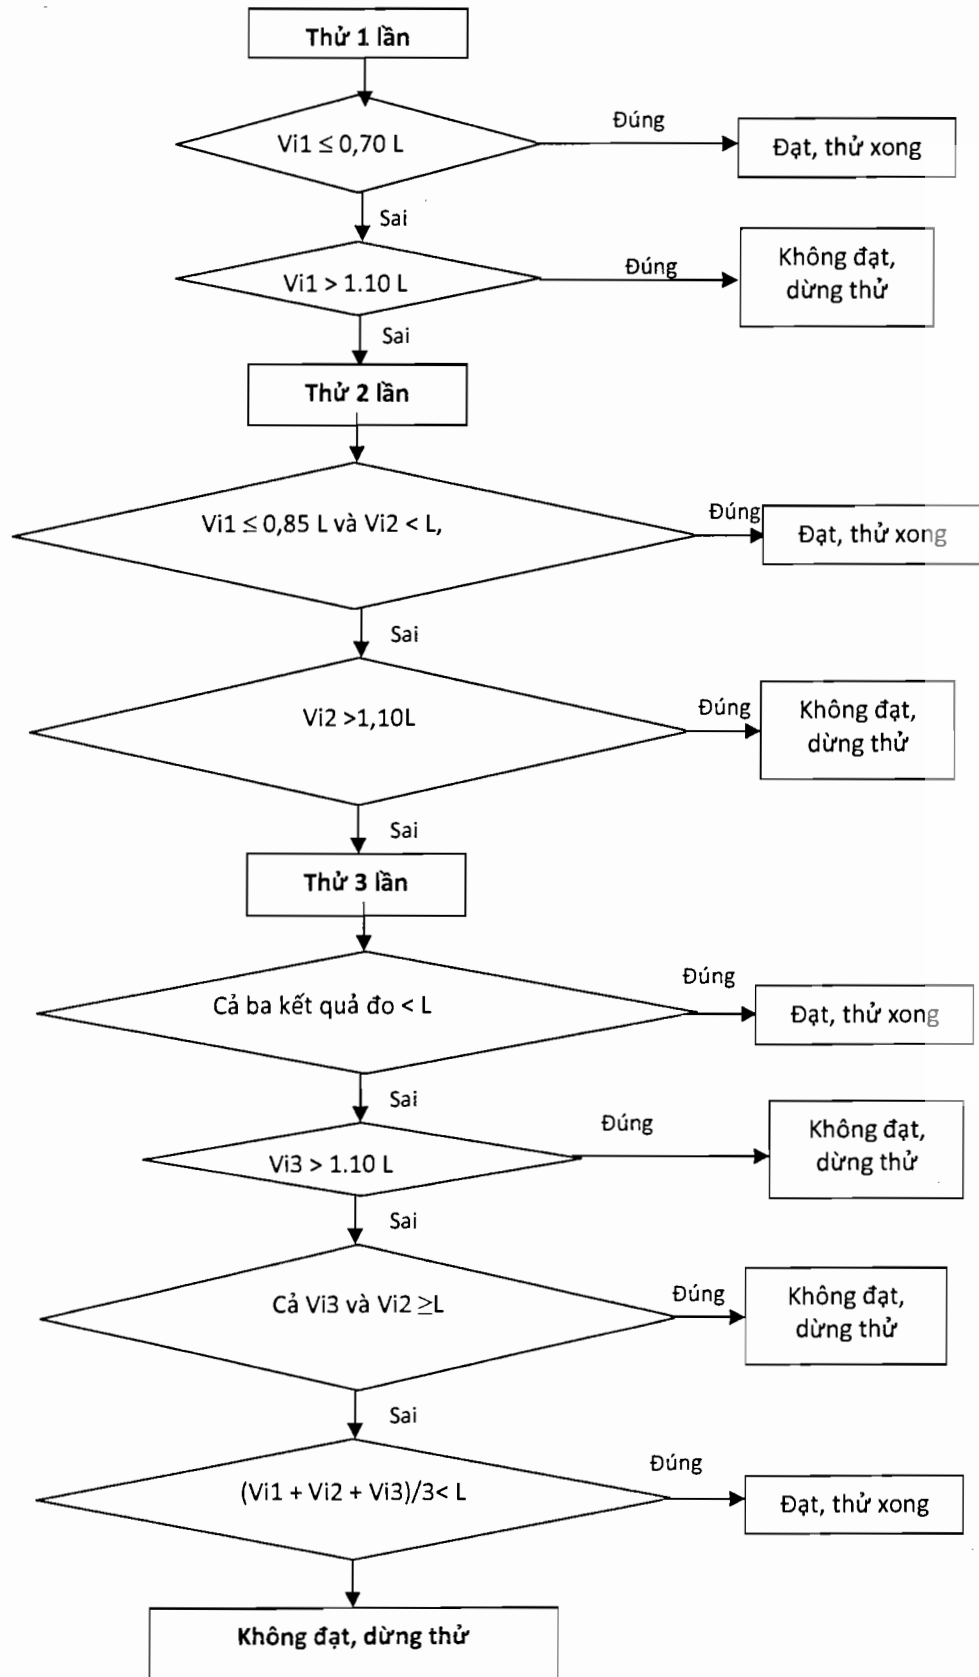 Thử 1 lần
Vi1 ≤ 0,70 L
Đúng
Đạt, thử xong
Sai
Vi1 > 1.10 L
Đúng
Không đạt,
dừng thử
Sai
Thử 2 lần
Vi1 ≤ 0,85 L và Vi2 < L,
Đúng
Đạt, thử xong
Sai
Vi2 >1,10L
Đúng
Không đạt,
dừng thử
Sai
Thử 3 lần
Cả ba kết quả đo < L
Đúng
Đạt, thử xong
Sai
Vi3 > 1.10 L
Đúng
Không đạt,
dừng thử
Sai
Cả Vi3 và Vi2 ≥L
Đúng
Không đạt,
dừng thử
Sai
(Vi1 + Vi2 + Vi3)/3< L
Đúng
Đạt, thử xong
Không đạt, dừng thử